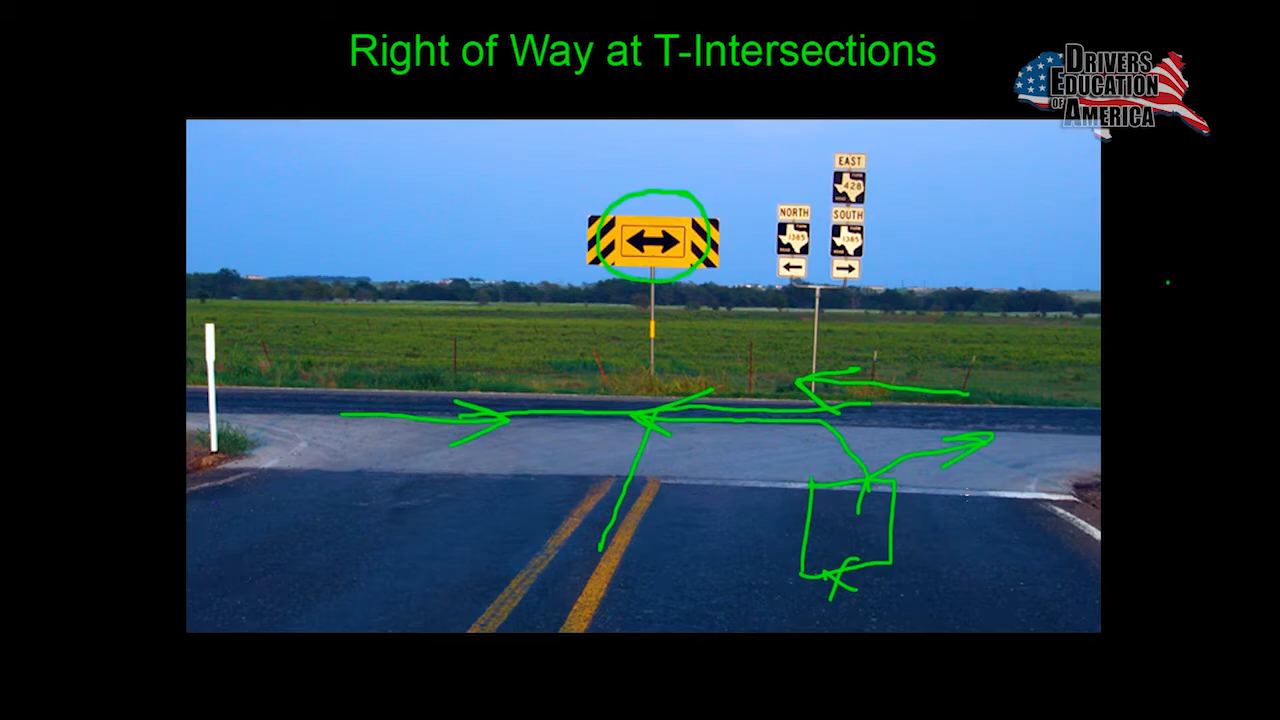 Right of Way at T-Intersections
DRIVERS
EDUCATION
OF
AMERICA
EAST
428
NORTH
SOUTH
1385
1385